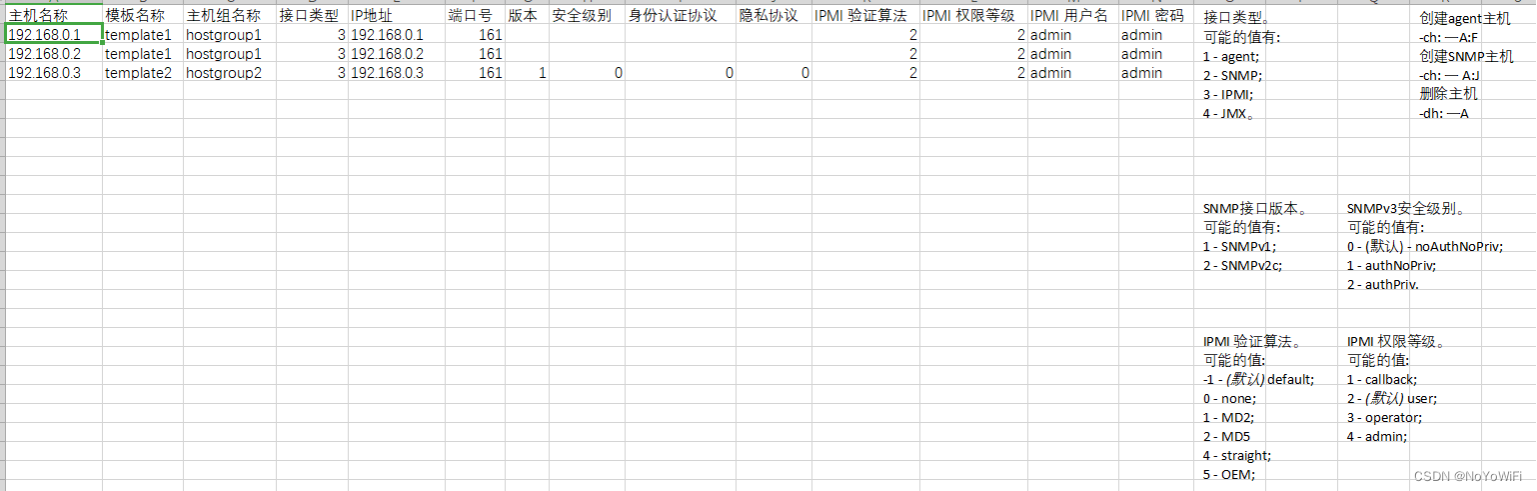 主机名称 模板名称 主机组名称 接口类型 IP地址 端口号 版本 安全级别 身份认证协议 隐私协议 IPMI 验证算法 IPMI 权限等级 IPMI 用户名 IPMI 密码
192.168.0.1 template1 hostgroup1 3 192.168.0.1 161 2 2 admin admin
192.168.0.2 template1 hostgroup1 3 192.168.0.2 161 2 2 admin admin
192.168.0.3 template2 hostgroup2 3 192.168.0.3 161 1 0 0 0 2 2 admin admin
接口类型。
可能的值有:
1 - agent;
2 - SNMP;
3 - IPMI;
4 - JMX。
创建agent主机
-ch: —A:F
创建SNMP主机
-ch: — A:J
删除主机
-dh: —A
SNMP接口版本。
可能的值有:
1 - SNMPv1;
2 - SNMPv2c;
SNMPv3安全级别。
可能的值有:
0 - (默认) - noAuthNoPriv;
1 - authNoPriv;
2 - authPriv.
IPMI 验证算法。
可能的值:
-1 - (默认) default;
0 - none;
1 - MD2;
2 - MD5
4 - straight;
5 - OEM;
IPMI 权限等级。
可能的值:
1 - callback;
2 - (默认) user;
3 - operator;
4 - admin;
CSDN @NoYoWiFi